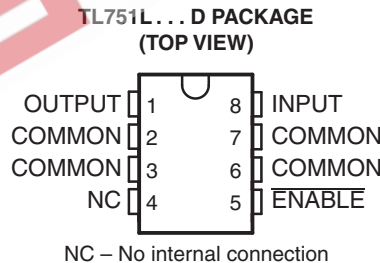 TL751L . . . D PACKAGE
(TOP VIEW)
OUTPUT 1 8 INPUT
COMMON 2 7 COMMON
COMMON 3 6 COMMON
NC 4 5 E̅N̅A̅B̅L̅E̅
NC – No internal connection